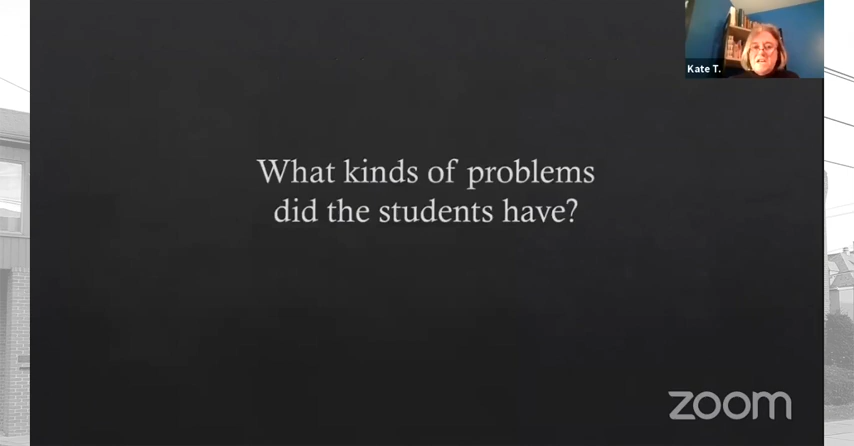 Kate T.
What kinds of problems
did the students have?
zoom